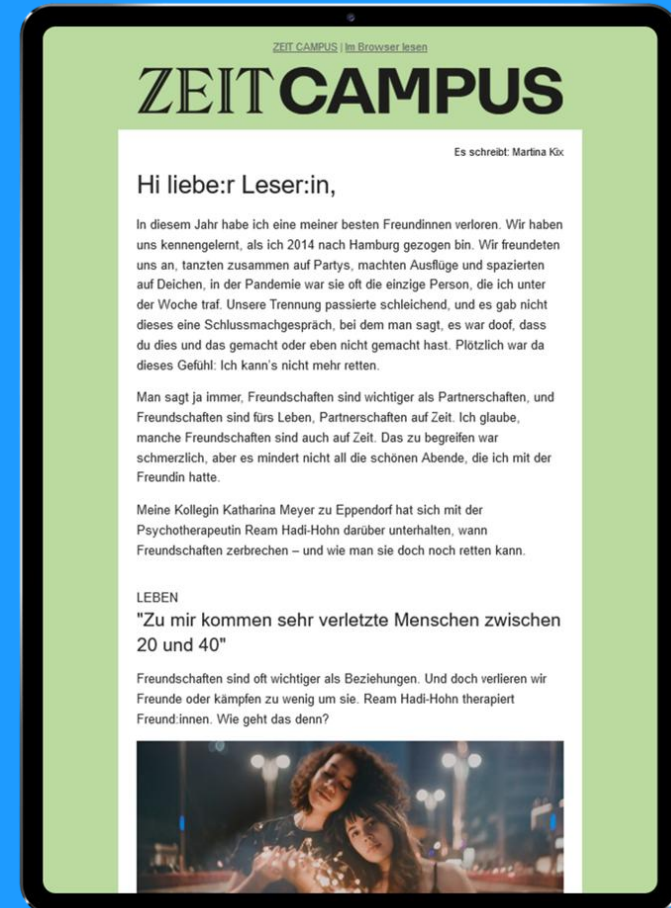 ZEIT CAMPUS | Im Browser lesen
ZEIT CAMPUS
Es schreibt: Martina Kix
Hi liebe:r Leser:in,
In diesem Jahr habe ich eine meiner besten Freundinnen verloren. Wir haben
uns kennengelernt, als ich 2014 nach Hamburg gezogen bin. Wir freundeten
uns an, tanzten zusammen auf Partys, machten Ausflüge und spazierten
auf Deichen, in der Pandemie war sie oft die einzige Person, die ich unter
der Woche traf. Unsere Trennung passierte schleichend, und es gab nicht
dieses eine Schlussmachgespräch, bei dem man sagt, es war doof, dass
du dies und das gemacht oder eben nicht gemacht hast. Plötzlich war da
dieses Gefühl: Ich kann's nicht mehr retten.
Man sagt ja immer, Freundschaften sind wichtiger als Partnerschaften, und
Freundschaften sind fürs Leben, Partnerschaften auf Zeit. Ich glaube,
manche Freundschaften sind auch auf Zeit. Das zu begreifen war
schmerzlich, aber es mindert nicht all die schönen Abende, die ich mit der
Freundin hatte.
Meine Kollegin Katharina Meyer zu Eppendorf hat sich mit der
Psychotherapeutin Ream Hadi-Hohn darüber unterhalten, wann
Freundschaften zerbrechen – und wie man sie doch noch retten kann.
LEBEN
"Zu mir kommen sehr verletzte Menschen zwischen
20 und 40"
Freundschaften sind oft wichtiger als Beziehungen. Und doch verlieren wir
Freunde oder kämpfen zu wenig um sie. Ream Hadi-Hohn therapiert
Freund:innen. Wie geht das denn?